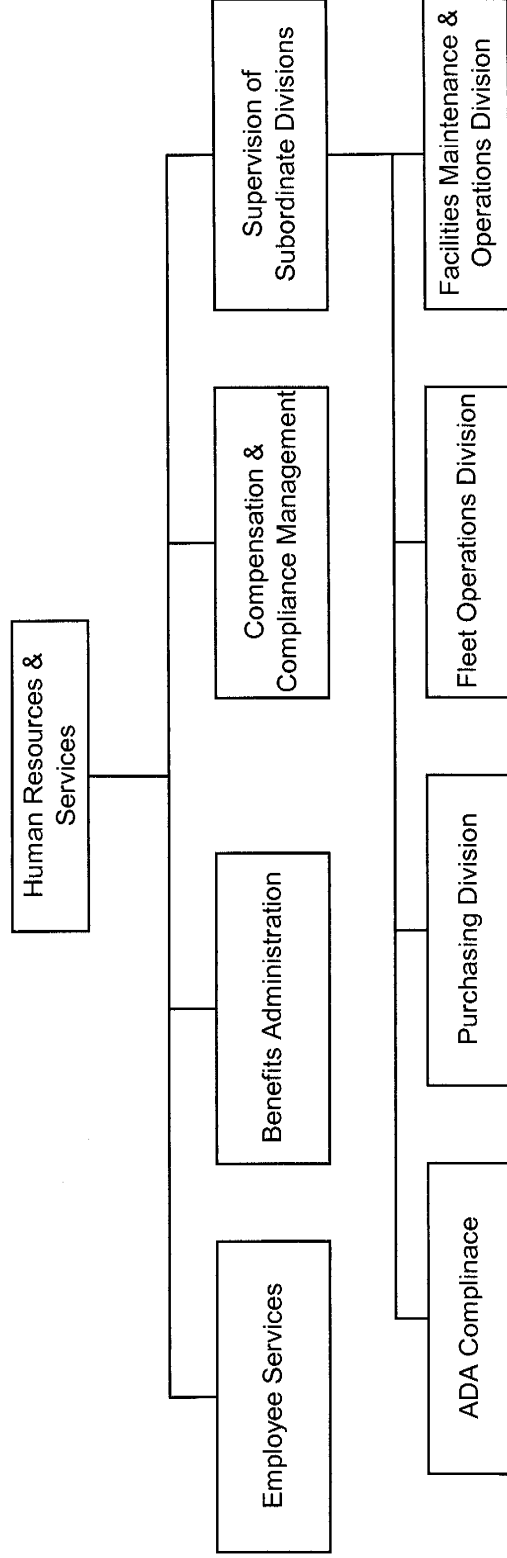 Human Resources &
Services
Employee Services
Benefits Administration
Compensation &
Compliance Management
Supervision of
Subordinate Divisions
ADA Complinace
Purchasing Division
Fleet Operations Division
Facilities Maintenance &
Operations Division